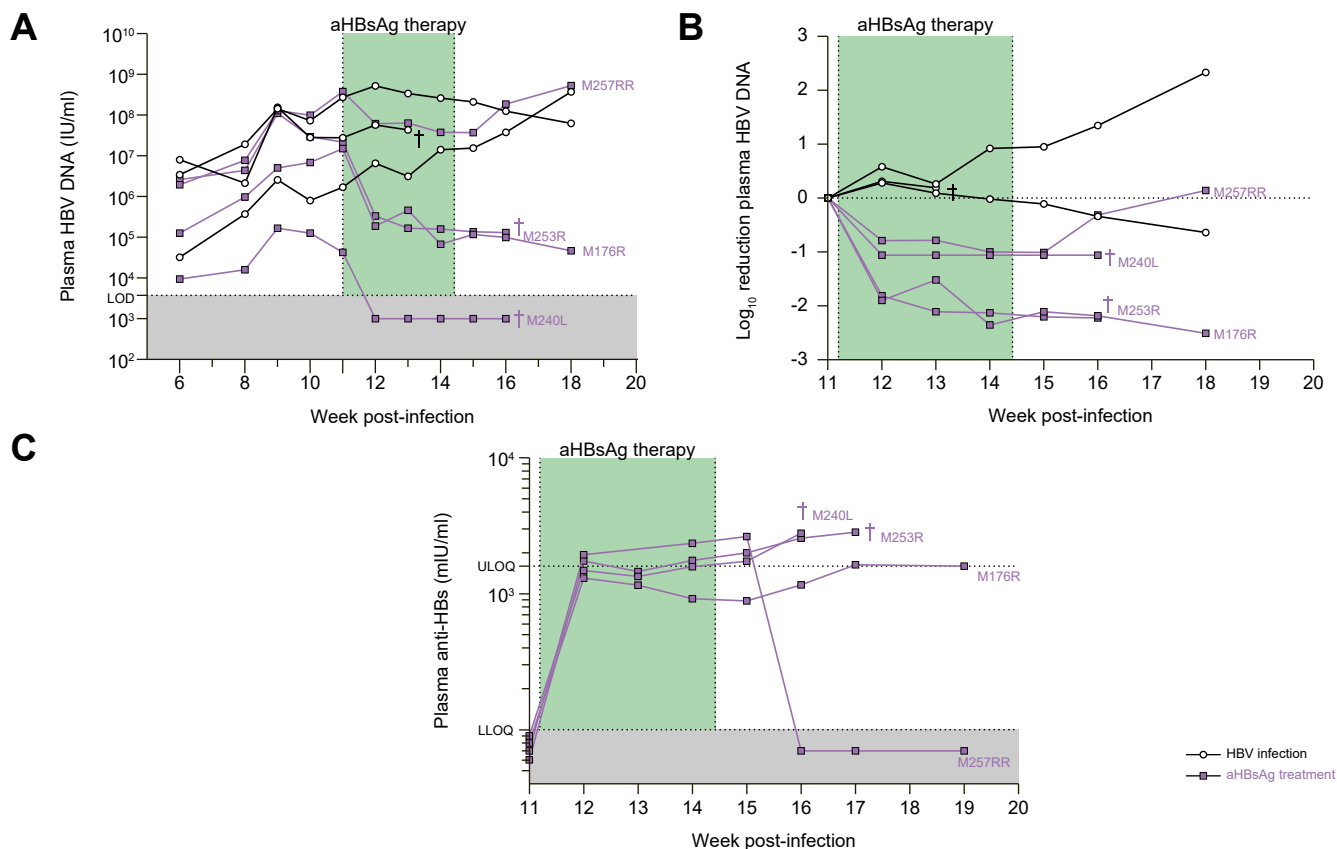 A
aHBsAg therapy
Plasma HBV DNA (IU/ml)
10^10
10^9
10^8
10^7
10^6
10^5
10^4
LOD
10^3
10^2
M257RR
†
†
M253R
M176R
† M240L
6 8 10 12 14 16 18 20
Week post-infection
B
aHBsAg therapy
Log10 reduction plasma HBV DNA
3
2
1
0
-1
-2
-3
†
M257RR
† M240L
† M253R
M176R
11 12 13 14 15 16 17 18 19 20
Week post-infection
C
aHBsAg therapy
Plasma anti-HBs (mIU/ml)
10^4
ULOQ
10^3
LLOQ
† M240L
† M253R
M176R
M257RR
11 12 13 14 15 16 17 18 19 20
Week post-infection
HBV infection
aHBsAg treatment